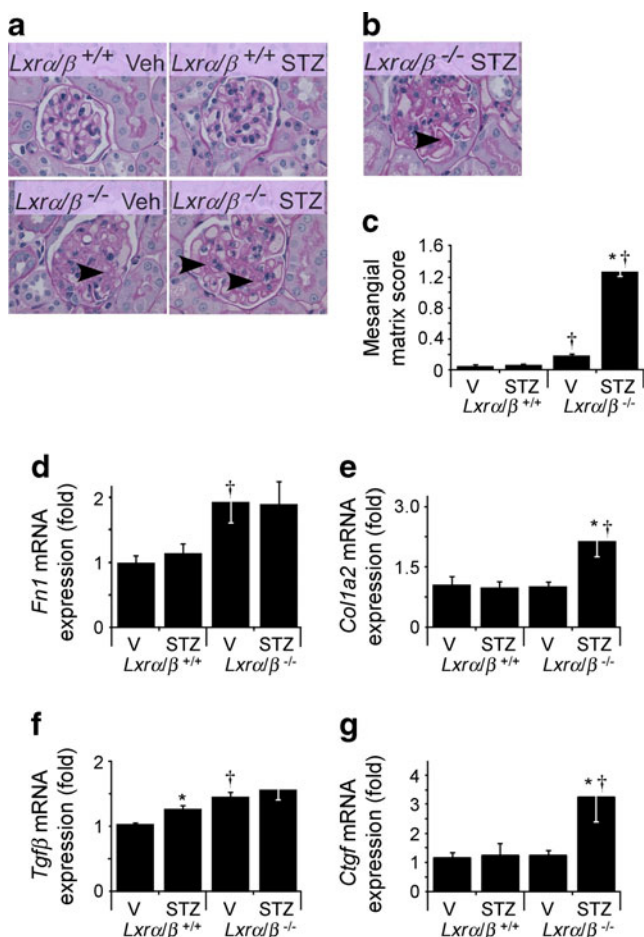 a
b
Lxrα/β +/+ Veh
Lxrα/β +/+ STZ
Lxrα/β -/- STZ
Lxrα/β -/- Veh
Lxrα/β -/- STZ
c
Mesangial
matrix score
1.6
1.2
0.8
0.4
0
†
* †
V STZ V STZ
Lxrα/β +/+ Lxrα/β -/-
d
Fn1 mRNA
expression (fold)
2
1
0
†
V STZ V STZ
Lxrα/β +/+ Lxrα/β -/-
e
Col1a2 mRNA
expression (fold)
3.0
1.5
0
* †
V STZ V STZ
Lxrα/β +/+ Lxrα/β -/-
f
Tgfβ mRNA
expression (fold)
2
1
0
*
†
V STZ V STZ
Lxrα/β +/+ Lxrα/β -/-
g
Ctgf mRNA
expression (fold)
4
3
2
1
0
* †
V STZ V STZ
Lxrα/β +/+ Lxrα/β -/-